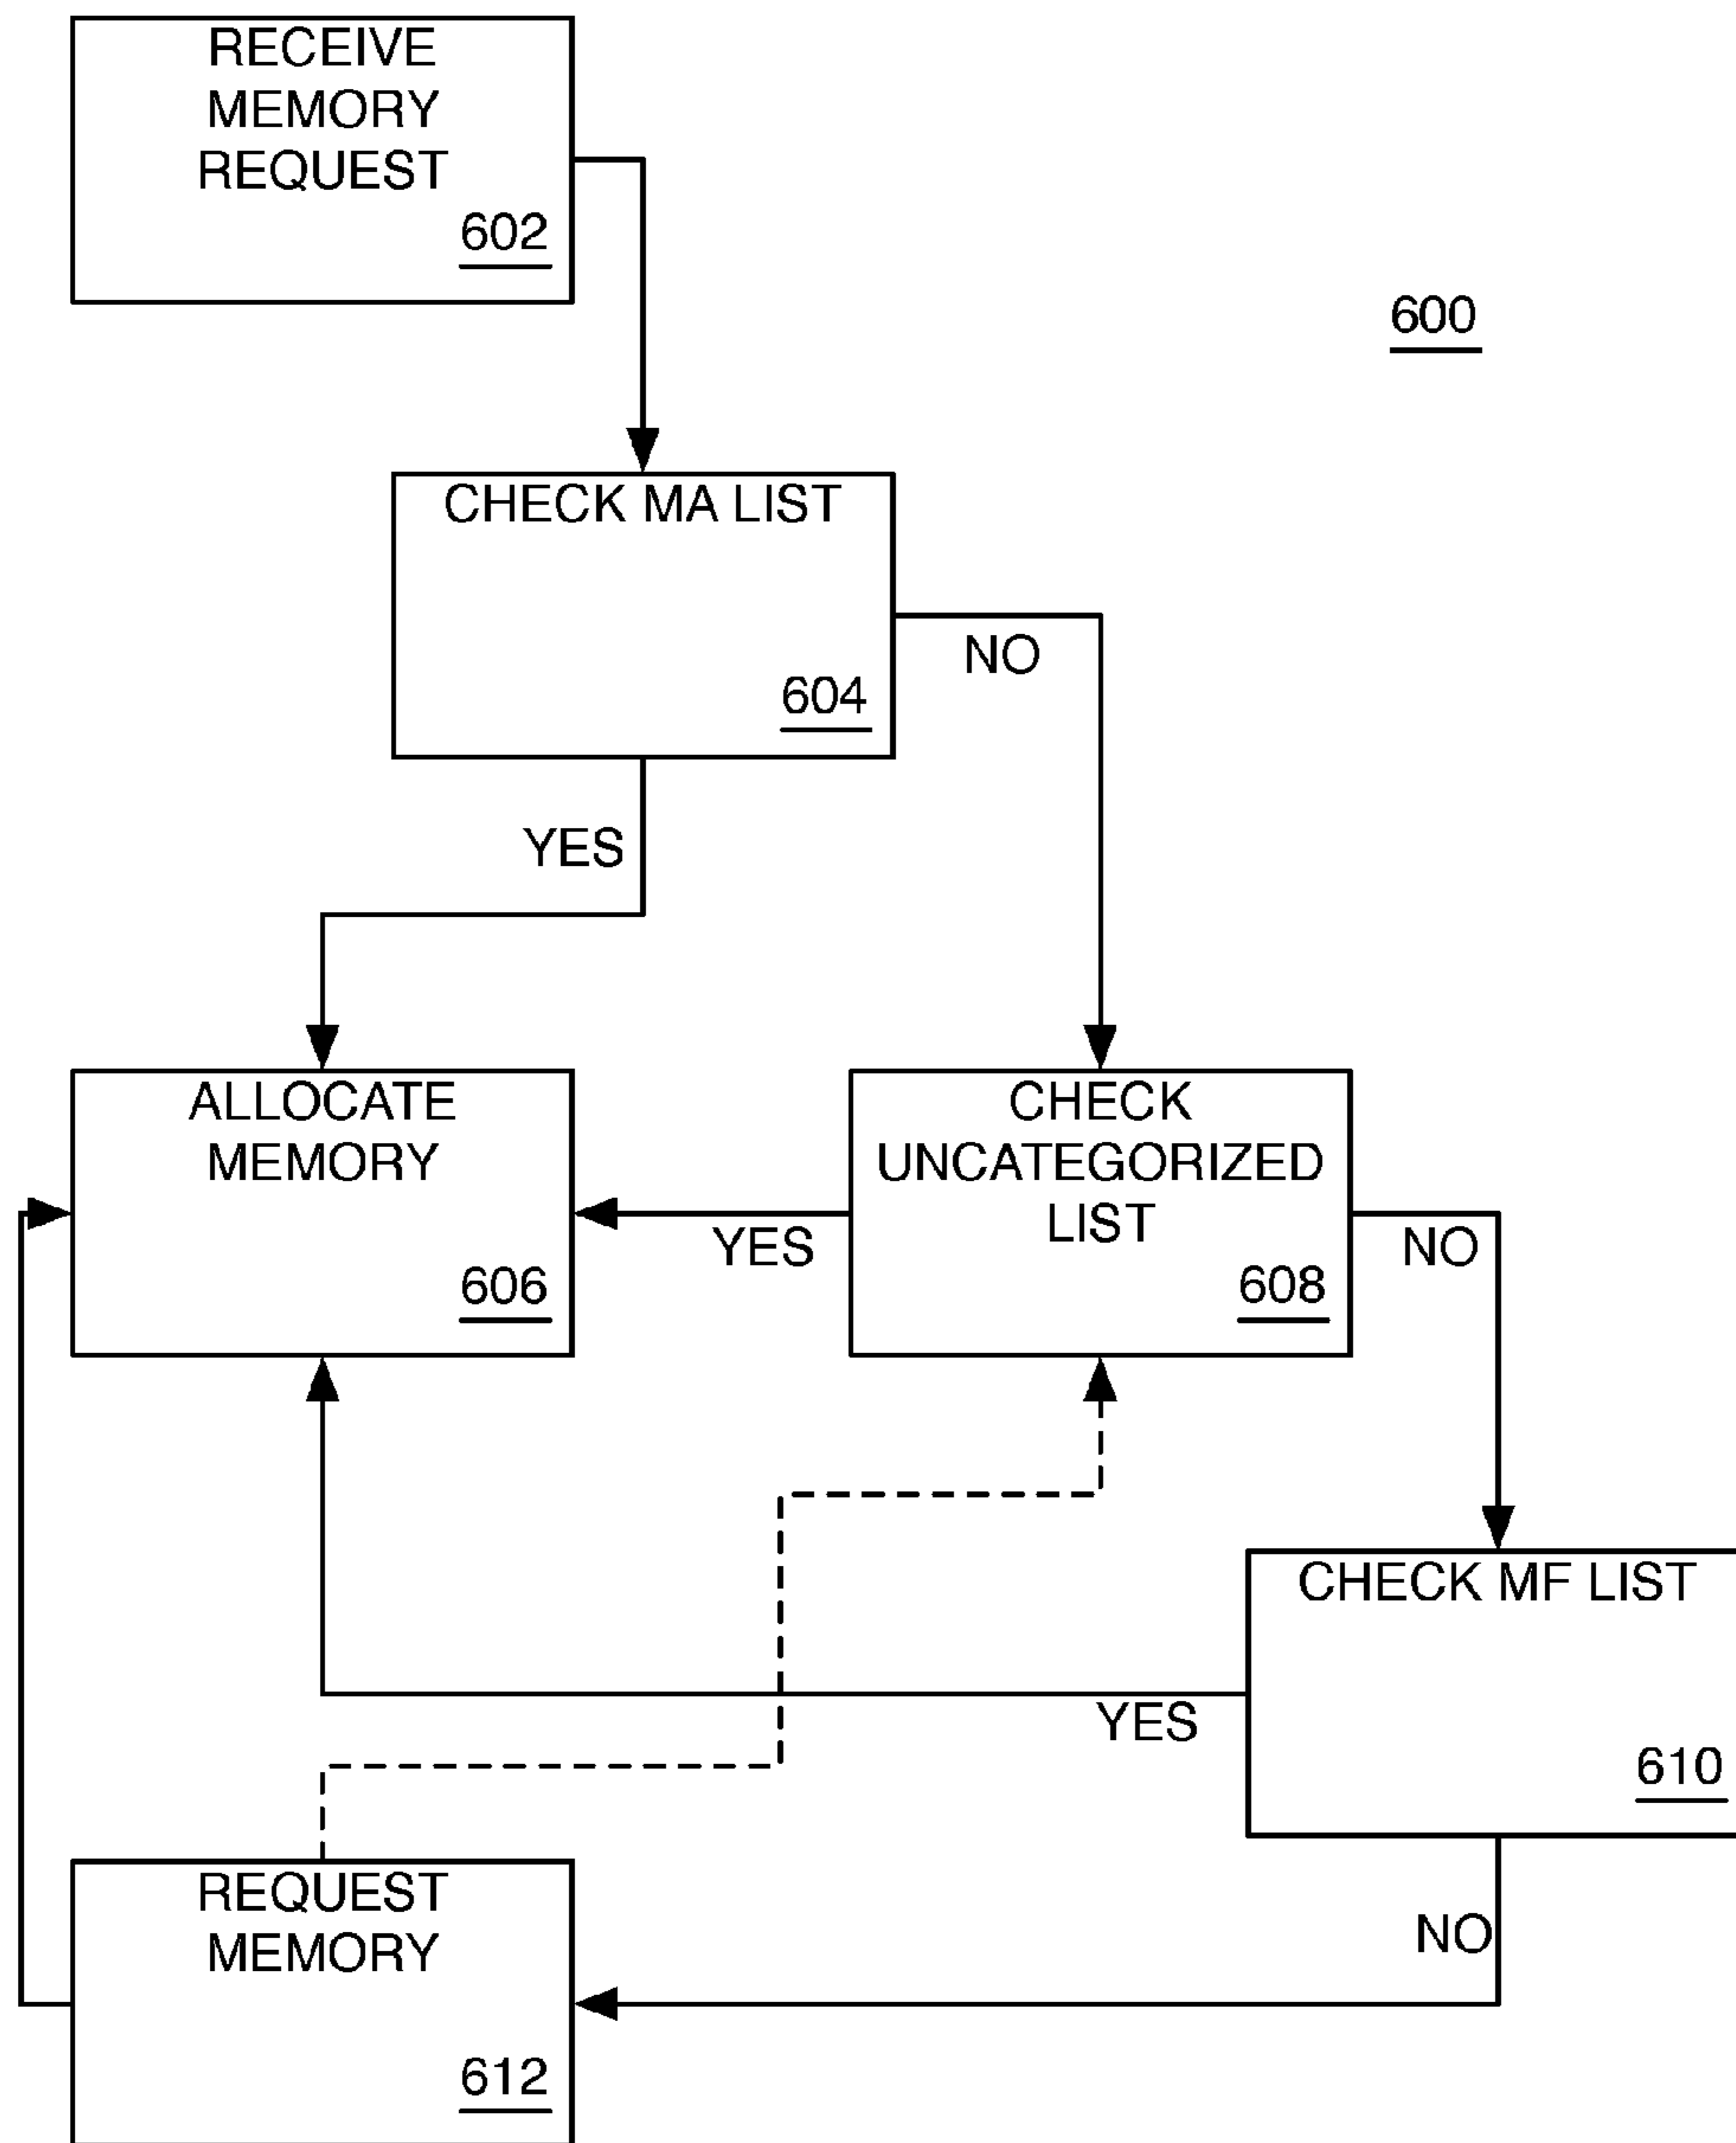 RECEIVE
MEMORY
REQUEST
602
600
CHECK MA LIST
604
NO
YES
ALLOCATE
MEMORY
606
CHECK
UNCATEGORIZED
LIST
608
YES
NO
CHECK MF LIST
610
YES
NO
REQUEST
MEMORY
612